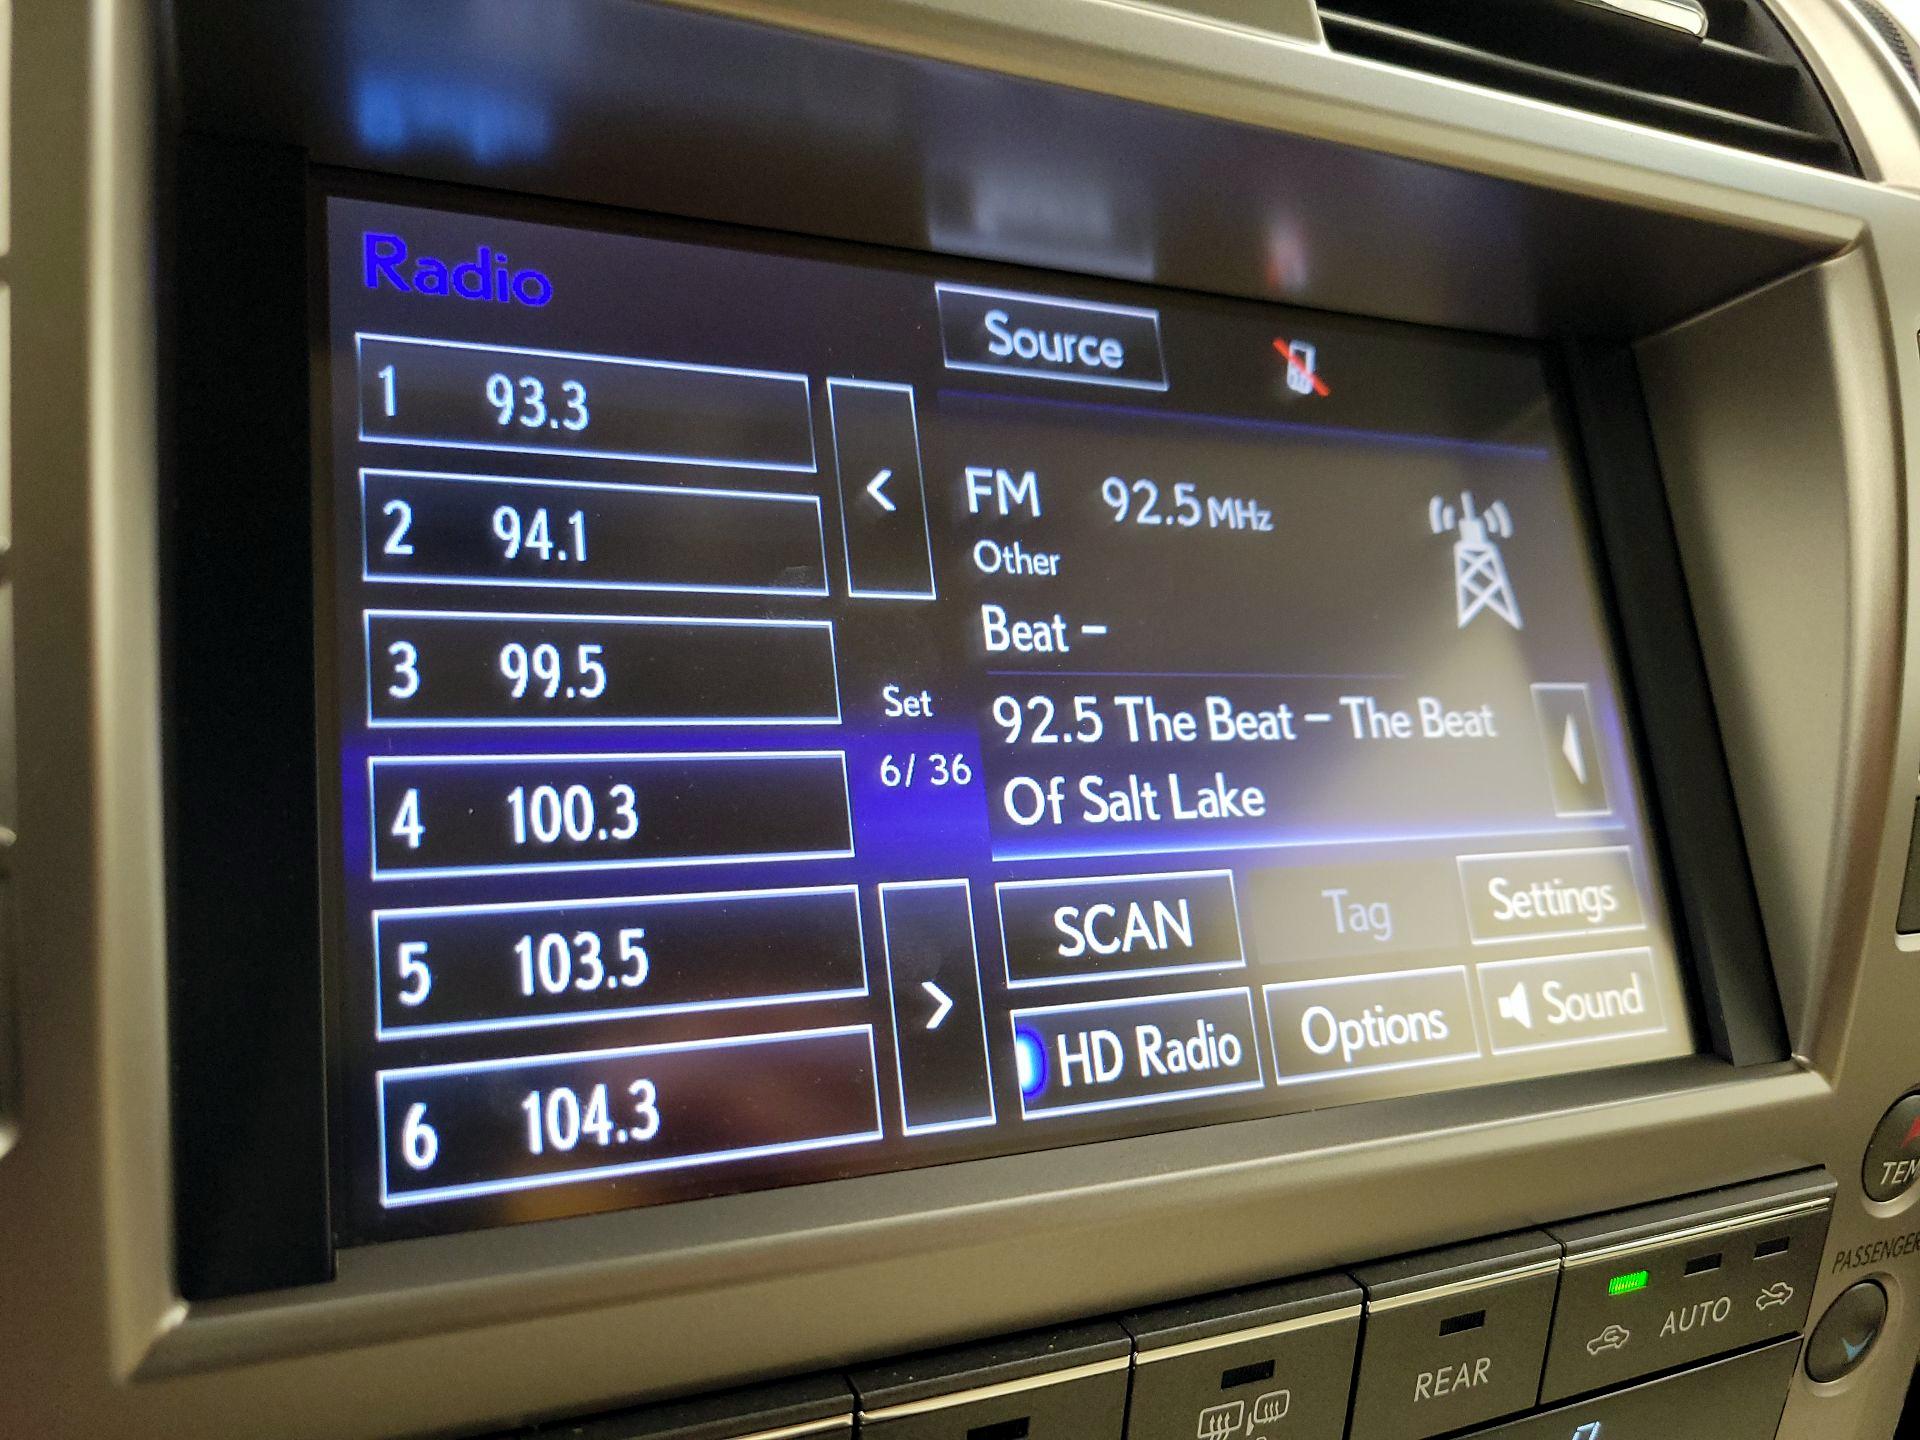 Radio
Source
1 93.3
2 94.1
3 99.5
4 100.3
5 103.5
6 104.3
<
Set
6/ 36
>
FM 92.5 MHz
Other
Beat –
92.5 The Beat – The Beat
Of Salt Lake
SCAN
Tag
Settings
HD Radio
Options
Sound
REAR
AUTO
PASSENGER